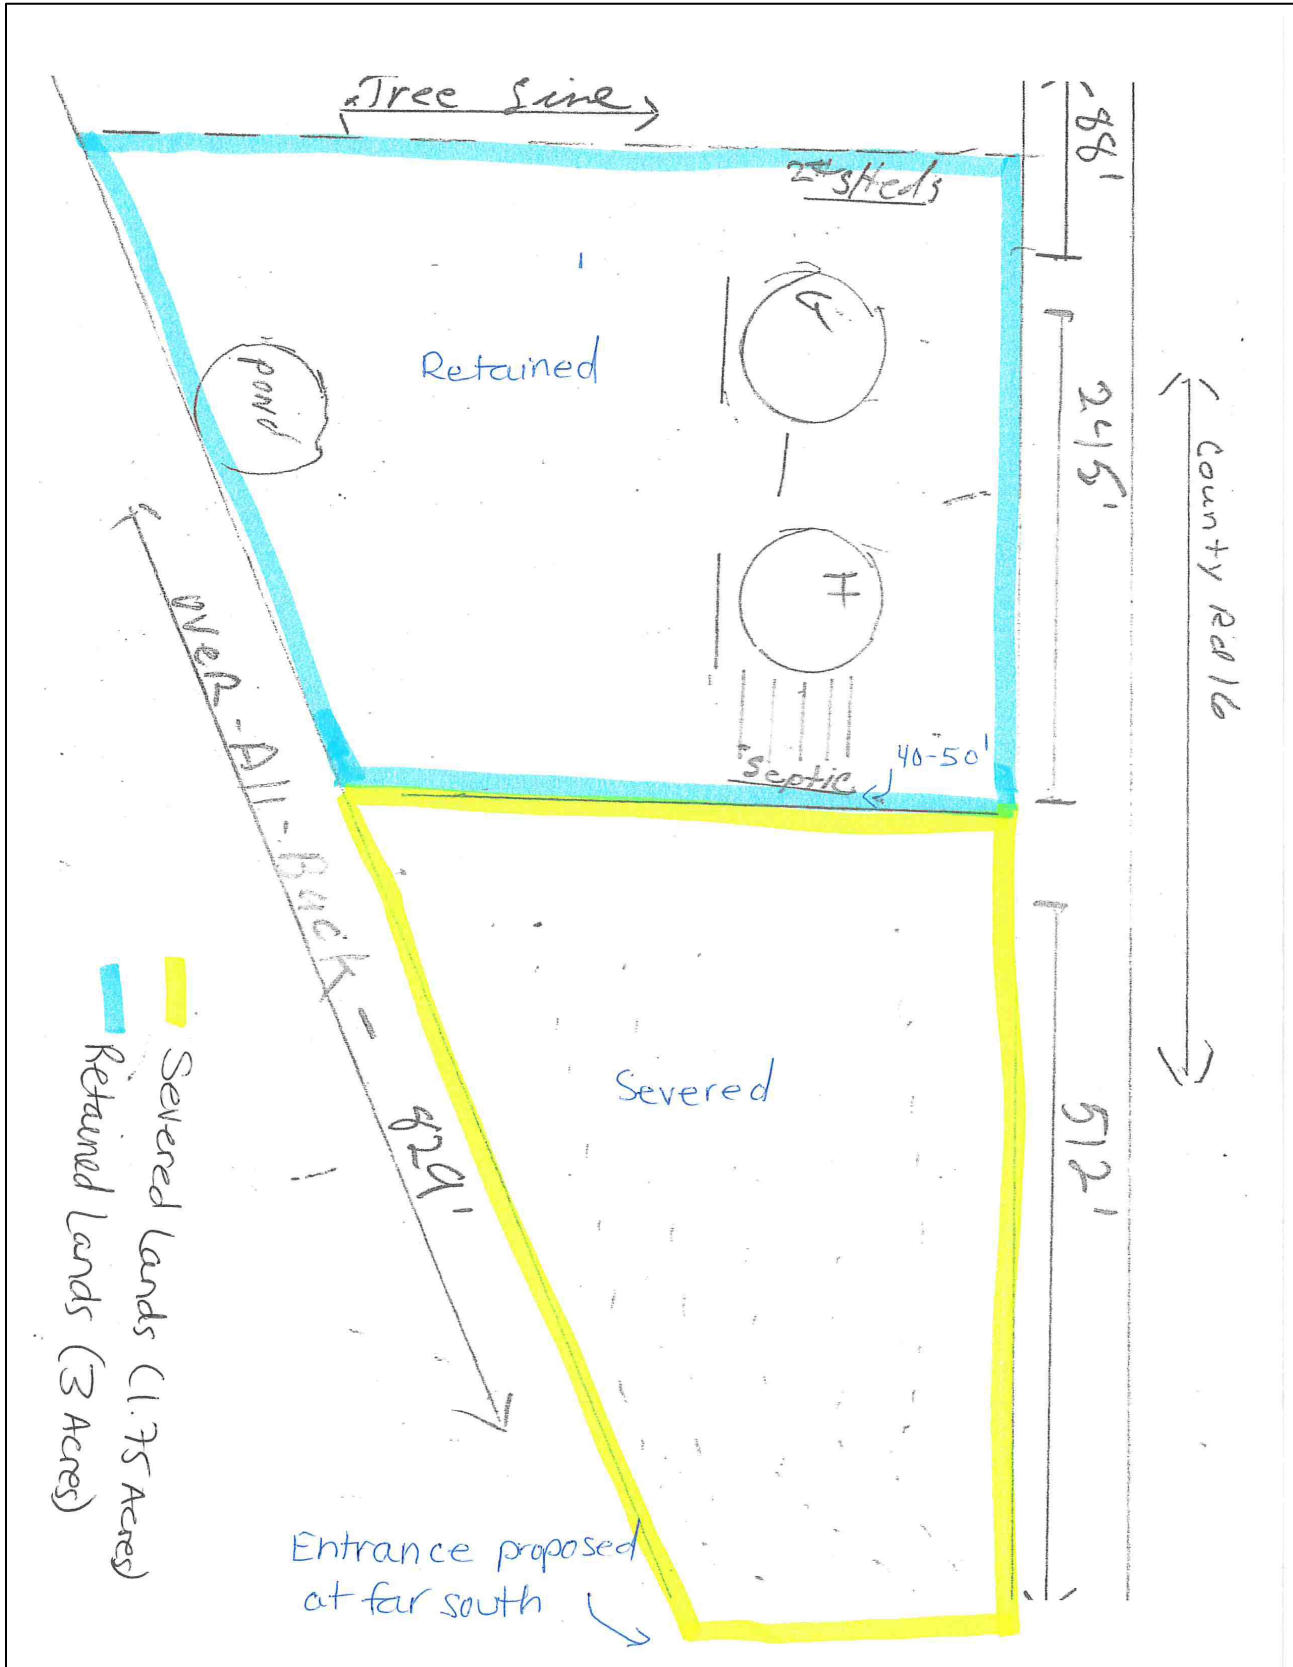 Tree Line
88'
2 sHeds
245'
County Rd 16
G
Retained
POND
H
Septic
40-50'
OVER-All-Back-829'
512'
Severed
Severed Lands (1.75 Acres)
Retained Lands (3 Acres)
Entrance proposed
at far south